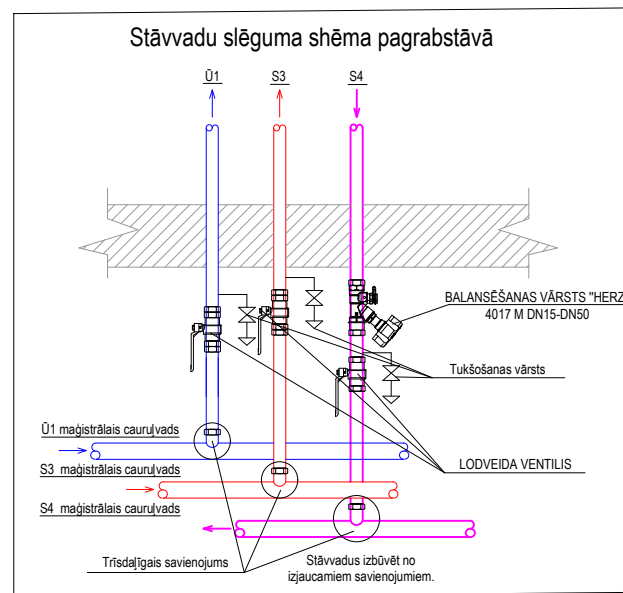 Stāvvadu slēguma shēma pagrabstāvā
Ū1
S3
S4
BALANSĒŠANAS VĀRSTS "HERZ
4017 M DN15-DN50
Tukšošanas vārsts
Ū1 maģistrālais cauruļvads
LODVEIDA VENTILIS
S3 maģistrālais cauruļvads
S4 maģistrālais cauruļvads
Trīsdaļīgais savienojums
Stāvvadus izbūvēt no
izjaucamiem savienojumiem.